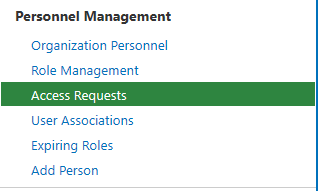 Personnel Management
Organization Personnel
Role Management
Access Requests
User Associations
Expiring Roles
Add Person